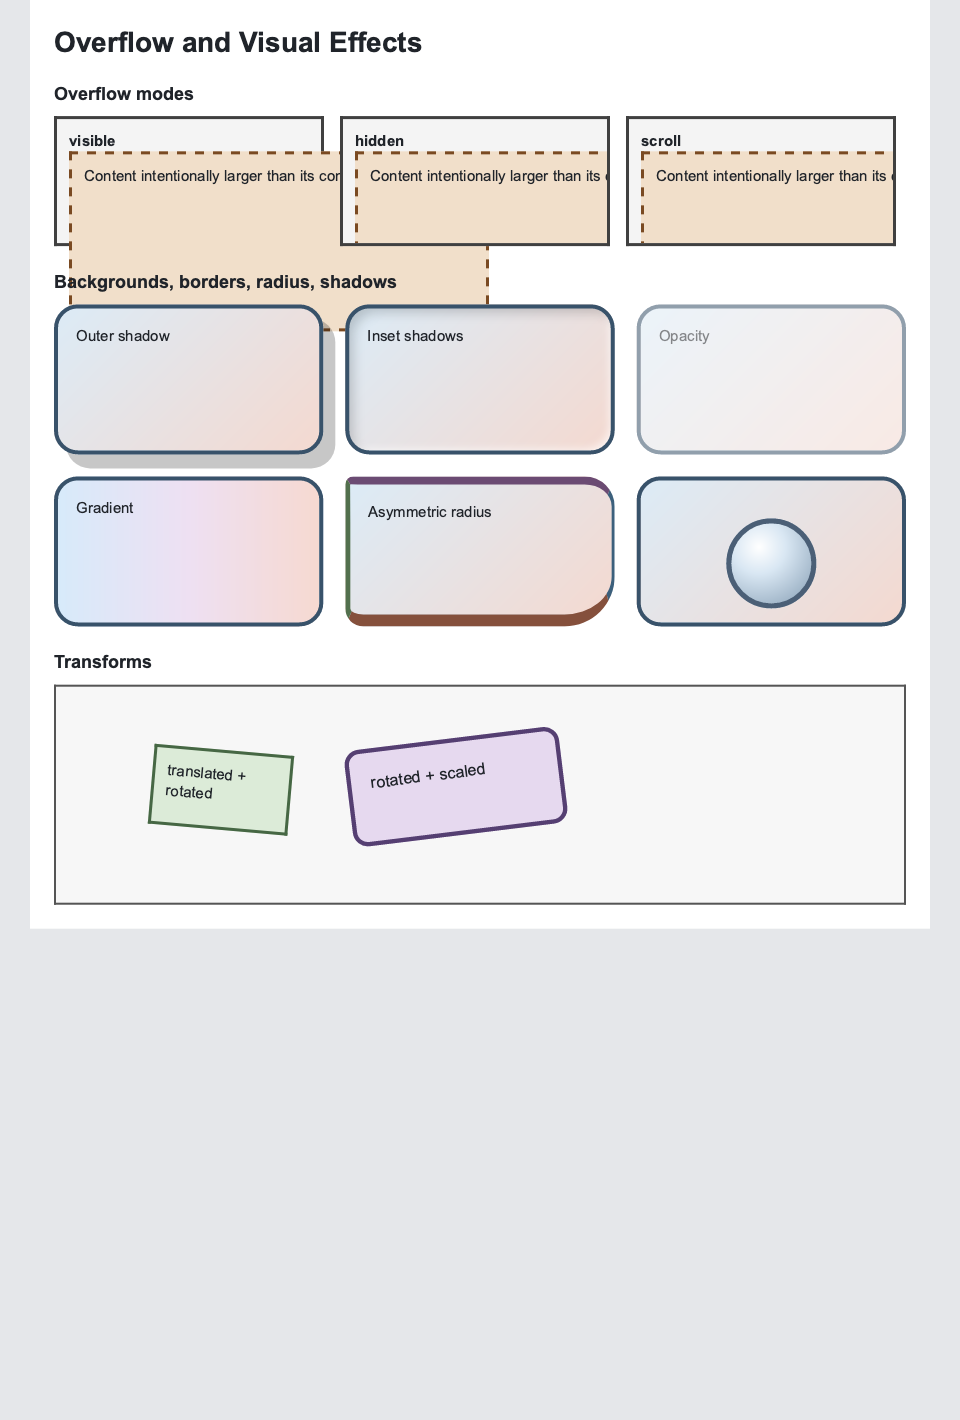 Overflow and Visual Effects
Overflow modes
visible
hidden
scroll
Content intentionally larger than its
Content intentionally larger than its
Content intentionally larger than its
Backgrounds, borders, radius, shadows
Outer shadow
Inset shadows
Opacity
Gradient
Asymmetric radius
Transforms
translated +
rotated
rotated + scaled